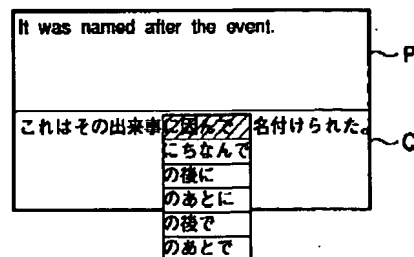 It was named after the event.
P
これはその出来事に因んで名付けられた。
C
にちなんで
の後に
のあとに
の後で
のあとで